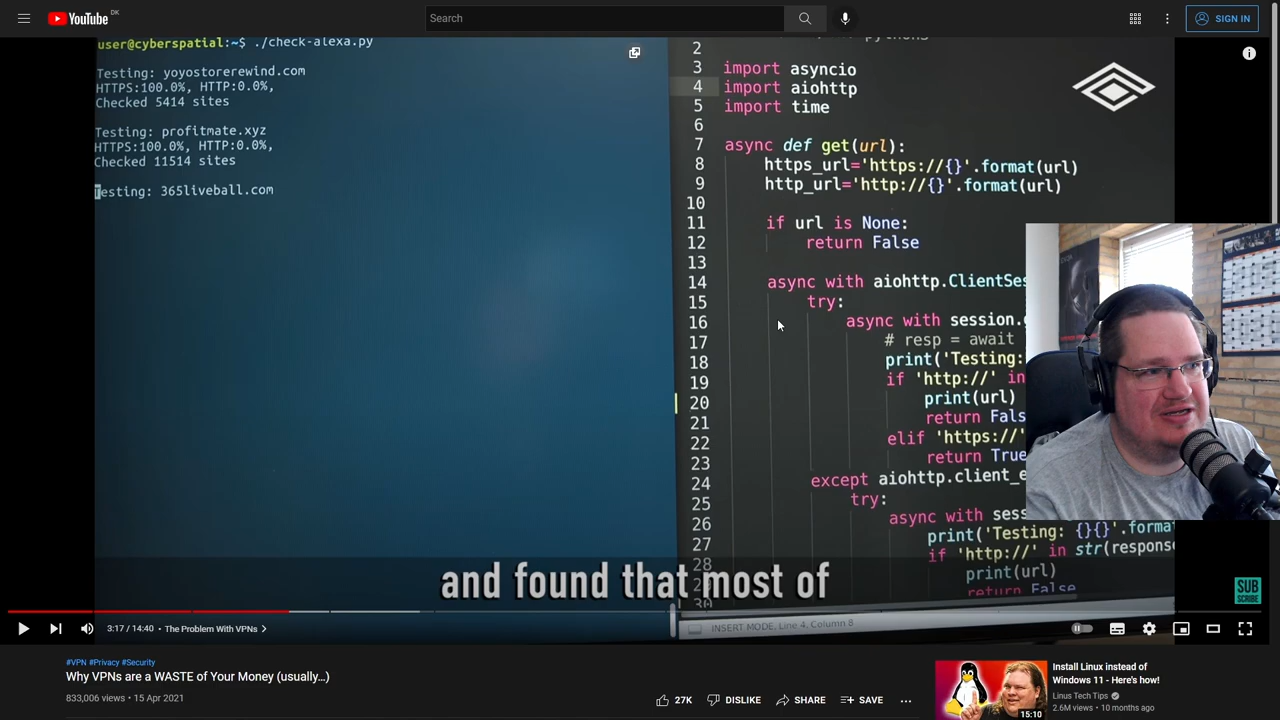 YouTube
DK
Search
SIGN IN
user@cyberspatial:~$ ./check-alexa.py
Testing: yoyostorerewind.com
HTTPS:100.0%, HTTP:0.0%,
Checked 5414 sites
Testing: profitmate.xyz
HTTPS:100.0%, HTTP:0.0%,
Checked 11514 sites
Testing: 365liveball.com
2
3 import asyncio
4 import aiohttp
5 import time
6
7 async def get(url):
8 https_url='https://{}'.format(url)
9 http_url='http://{}'.format(url)
10
11 if url is None:
12 return False
13
14 async with aiohttp.ClientSes
15 try:
16 async with session.g
17 # resp = await
18 print('Testing:
19 if 'http://' in
20 print(url)
21 return Fals
22 elif 'https://'
23 return True
24 except aiohttp.client_e
25 try:
26 async with sess
27 print('Testing: {}{}'.forma
28 if 'http://' in str(respons
print(url)
30 return False
INSERT MODE, Line 4, Column 8
and found that most of
SUB
SCRIBE
3:17 / 14:40 • The Problem With VPNs
#VPN #Privacy #Security
Why VPNs are a WASTE of Your Money (usually…)
833,006 views • 15 Apr 2021
27K
DISLIKE
SHARE
SAVE
15:10
Install Linux instead of
Windows 11 - Here's how!
Linus Tech Tips
2.6M views • 10 months ago